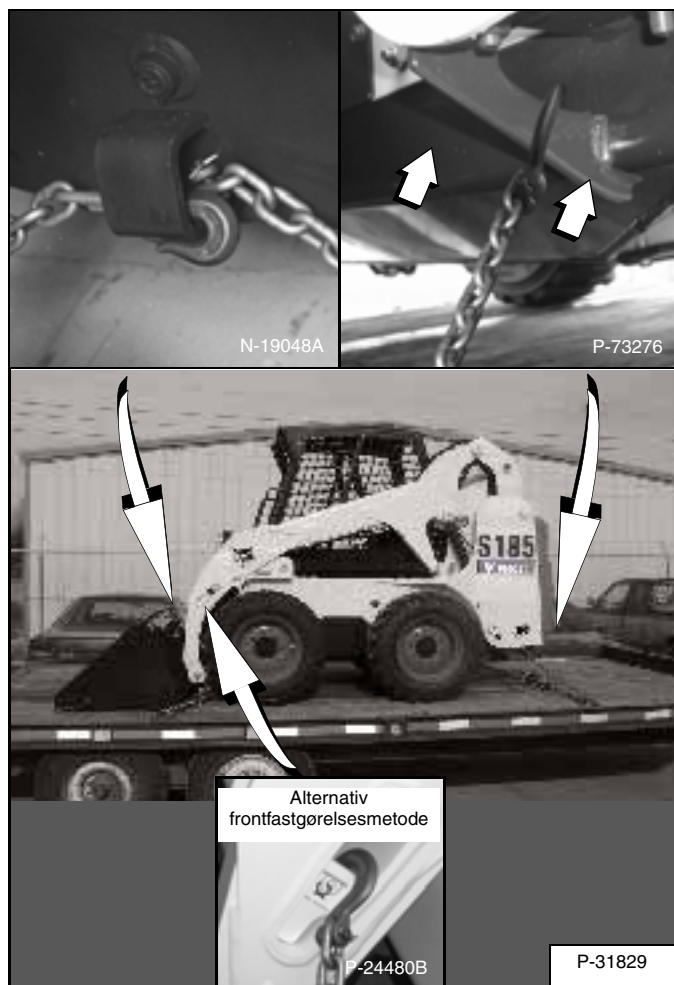 N-19048A
P-73276
S185
Alternativ
frontfastgørelsesmetode
P-24480B
P-31829